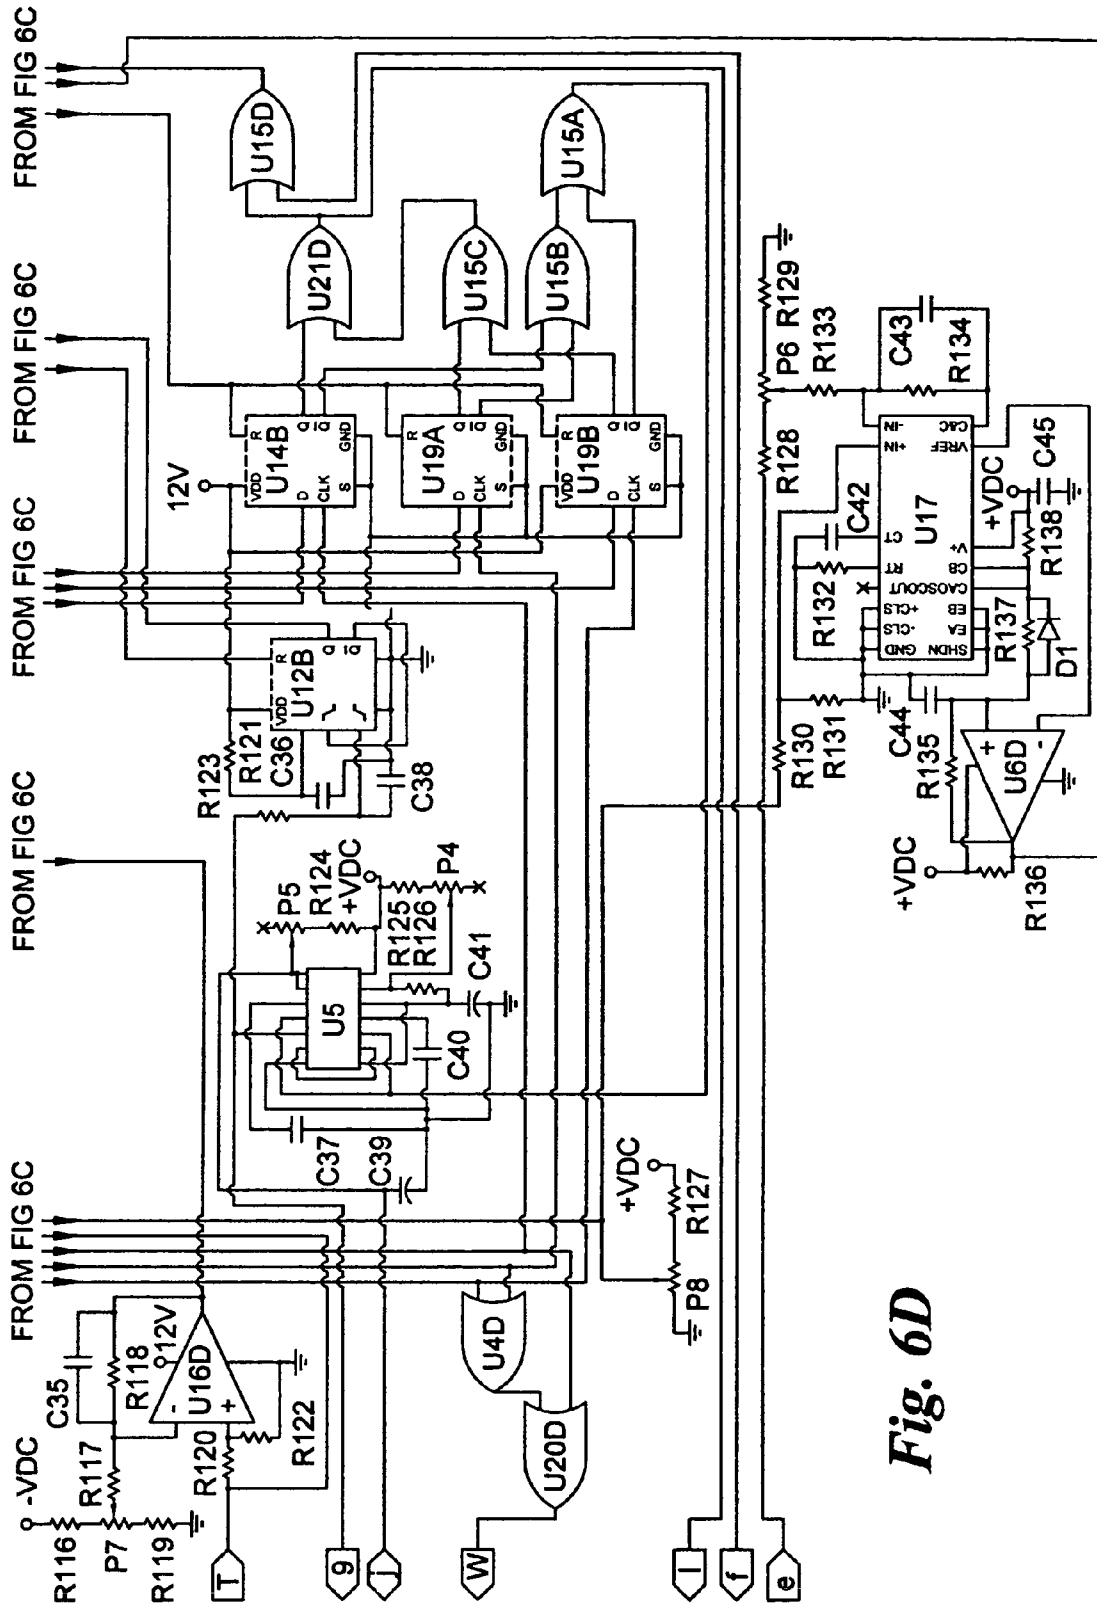 FROM FIG 6C
FROM FIG 6C
FROM FIG 6C
FROM FIG 6C
FROM FIG 6C
-VDC
R116
P7
R119
R117
C35
R118
12V
U16D
-
+
R120
R122
T
g
j
W
l
f
e
U4D
U20D
C37
C39
U5
P5
R124
+VDC
R125
R126
P4
C41
C40
R123
R121
C36
C38
U12B
VDD
R
Q
Q
12V
U14B
VDD
R
D
CLK
Q
Q
S
GND
U19A
R
D
CLK
Q
Q
S
GND
U19B
VDD
R
D
CLK
Q
Q
S
GND
U21D
U15D
U15C
U15B
U15A
+VDC
R127
P8
R128
P6
R129
R133
C43
R134
R130
R131
R132
C42
U17
GND
-CLS
+CLS
CAOSCOUT
RT
CT
+IN
-IN
SHDN
EA
EB
CB
V+
VREF
C&C
+VDC
C45
R138
R137
D1
C44
R135
U6D
+
-
+VDC
R136
Fig. 6D